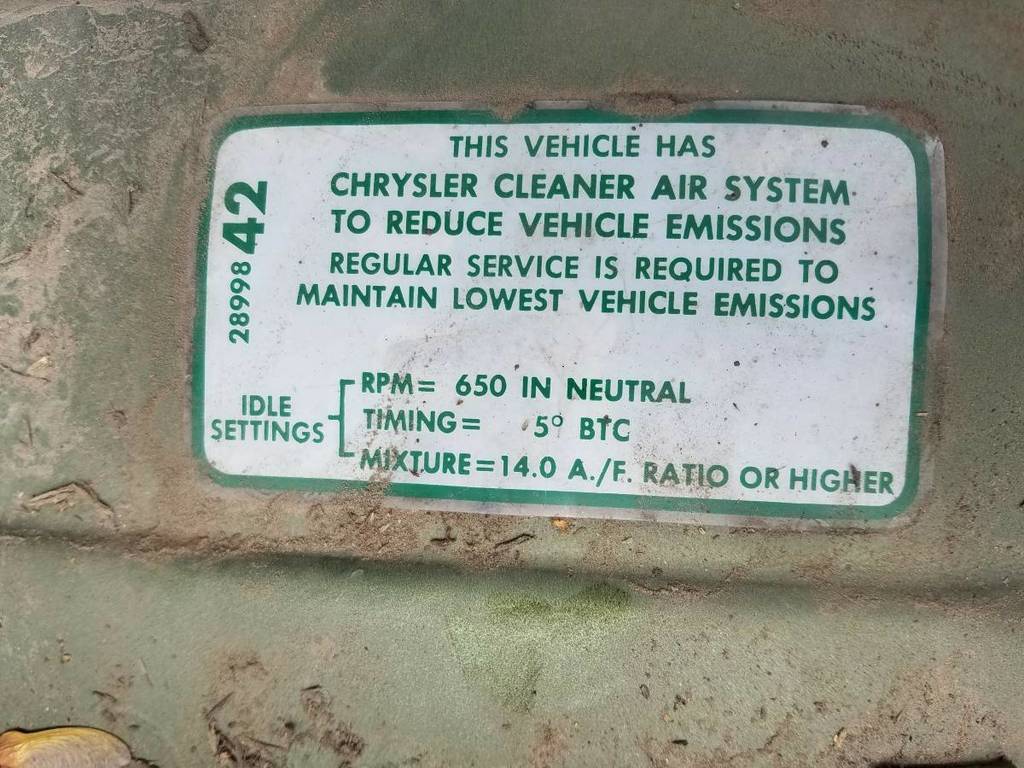 THIS VEHICLE HAS
CHRYSLER CLEANER AIR SYSTEM
TO REDUCE VEHICLE EMISSIONS
REGULAR SERVICE IS REQUIRED TO
MAINTAIN LOWEST VEHICLE EMISSIONS
2899842
IDLE SETTINGS
RPM= 650 IN NEUTRAL
TIMING= 5° BTC
MIXTURE=14.0 A./F. RATIO OR HIGHER